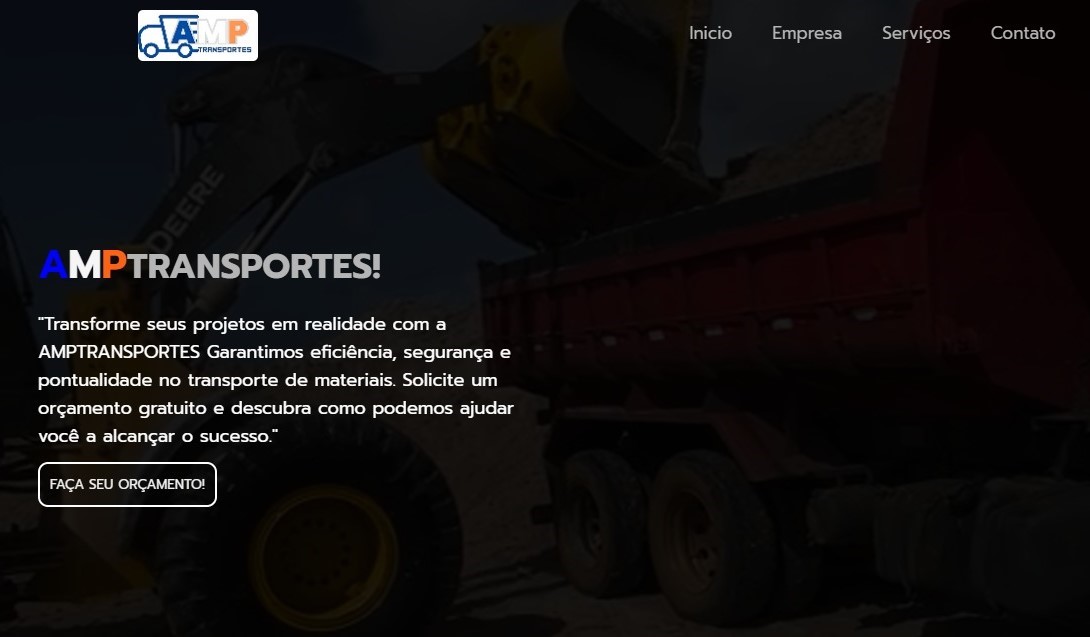 AMP
TRANSPORTES
Inicio
Empresa
Serviços
Contato
DEERE
AMPTRANSPORTES!
"Transforme seus projetos em realidade com a
AMPTRANSPORTES Garantimos eficiência, segurança e
pontualidade no transporte de materiais. Solicite um
orçamento gratuito e descubra como podemos ajudar
você a alcançar o sucesso."
FAÇA SEU ORÇAMENTO!